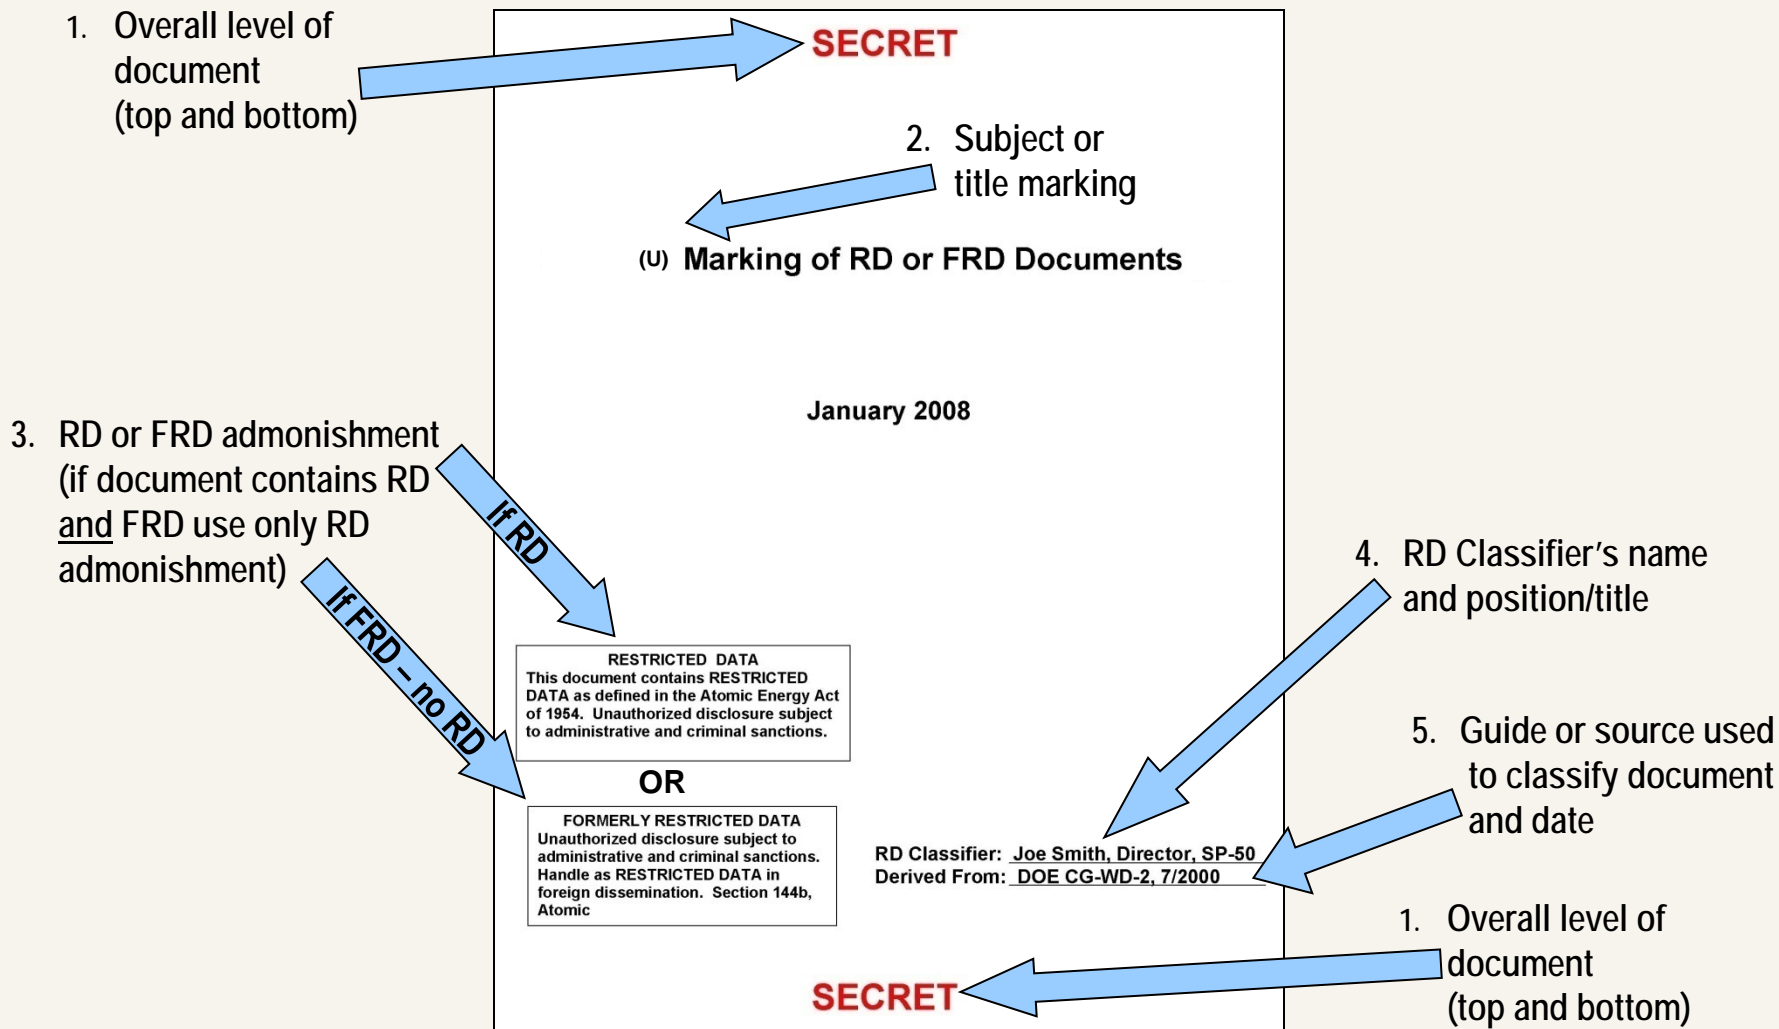 1. Overall level of
document
(top and bottom)
SECRET
2. Subject or
title marking
(U) Marking of RD or FRD Documents
January 2008
3. RD or FRD admonishment
(if document contains RD
and FRD use only RD
admonishment)
If RD
If FRD – no RD
RESTRICTED DATA
This document contains RESTRICTED
DATA as defined in the Atomic Energy Act
of 1954. Unauthorized disclosure subject
to administrative and criminal sanctions.
OR
FORMERLY RESTRICTED DATA
Unauthorized disclosure subject to
administrative and criminal sanctions.
Handle as RESTRICTED DATA in
foreign dissemination. Section 144b,
Atomic
4. RD Classifier's name
and position/title
5. Guide or source used
to classify document
and date
RD Classifier: Joe Smith, Director, SP-50
Derived From: DOE CG-WD-2, 7/2000
1. Overall level of
document
(top and bottom)
SECRET